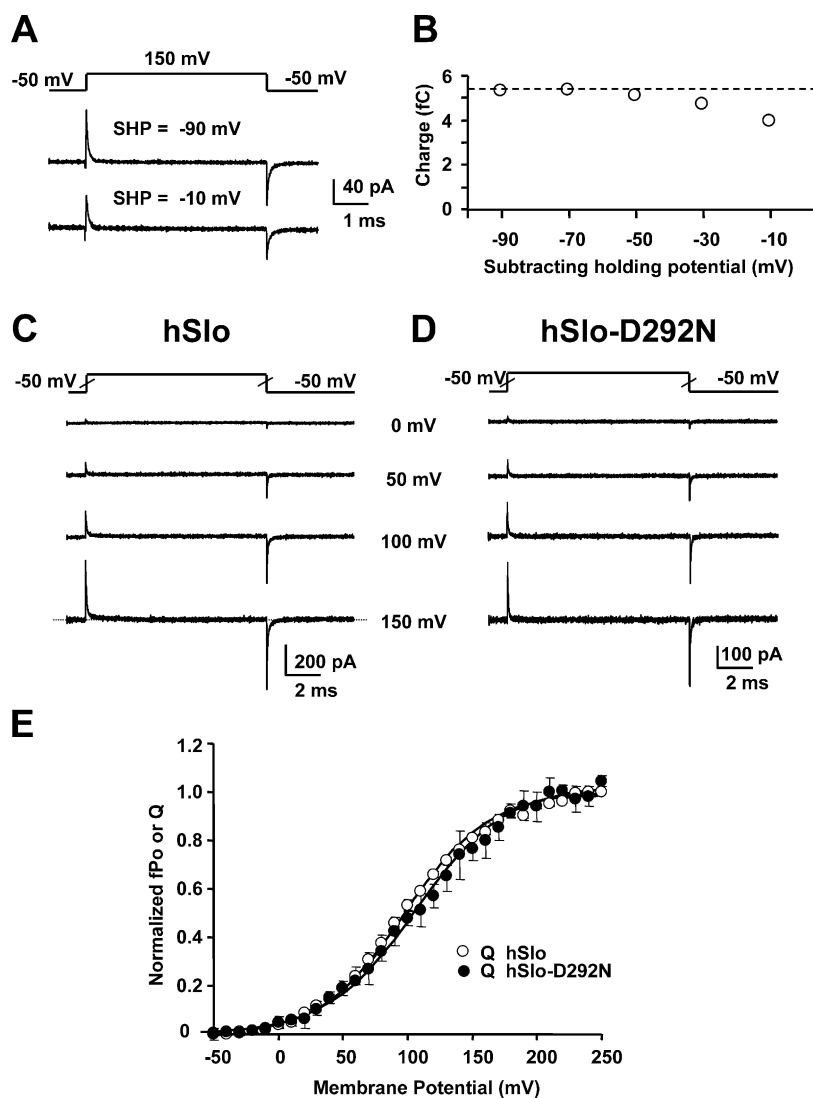 A
150 mV
-50 mV
-50 mV
SHP = -90 mV
SHP = -10 mV
40 pA
1 ms
B
Charge (fC)
6
4
2
0
-90 -70 -50 -30 -10
Subtracting holding potential (mV)
C
hSlo
-50 mV
-50 mV
D
hSlo-D292N
-50 mV
-50 mV
0 mV
50 mV
100 mV
150 mV
200 pA
2 ms
100 pA
2 ms
E
Normalized fPo or Q
1.2
1.0
0.8
0.6
0.4
0.2
0
Q hSlo
Q hSlo-D292N
-50 0 50 100 150 200 250
Membrane Potential (mV)